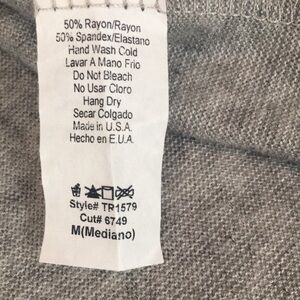 50% Rayon/Rayon
50% Spandex/Elastano
Hand Wash Cold
Lavar A Mano Frio
Do Not Bleach
No Usar Cloro
Hang Dry
Secar Colgado
Made in U.S.A.
Hecho en E.U.A.
Style# TR1579
Cut# 6749
M(Mediano)